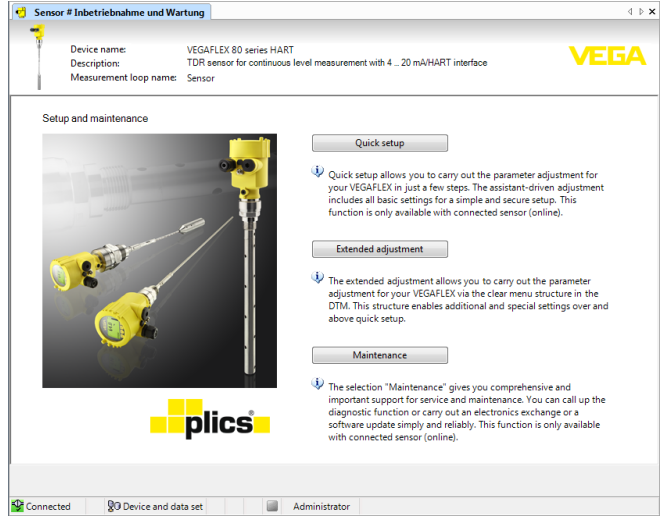 Sensor # Inbetriebnahme und Wartung
Device name: VEGAFLEX 80 series HART
Description: TDR sensor for continuous level measurement with 4 ... 20 mA/HART interface
Measurement loop name: Sensor
VEGA
Setup and maintenance
Quick setup
Quick setup allows you to carry out the parameter adjustment for
your VEGAFLEX in just a few steps. The assistant-driven adjustment
includes all basic settings for a simple and secure setup. This
function is only available with connected sensor (online).
Extended adjustment
The extended adjustment allows you to carry out the parameter
adjustment for your VEGAFLEX via the clear menu structure in the
DTM. This structure enables additional and special settings over and
above quick setup.
Maintenance
The selection "Maintenance" gives you comprehensive and
important support for service and maintenance. You can call up the
diagnostic function or carry out an electronics exchange or a
software update simply and reliably. This function is only available
with connected sensor (online).
plics®
Connected
Device and data set
Administrator